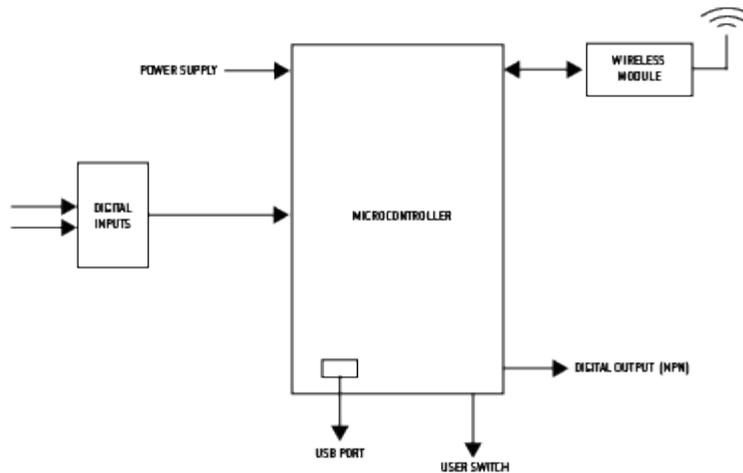 POWER SUPPLY
WIRELESS
MODULE
DIGITAL
INPUTS
MICROCONTROLLER
DIGITAL OUTPUT (NPN)
USB PORT
USER SWITCH